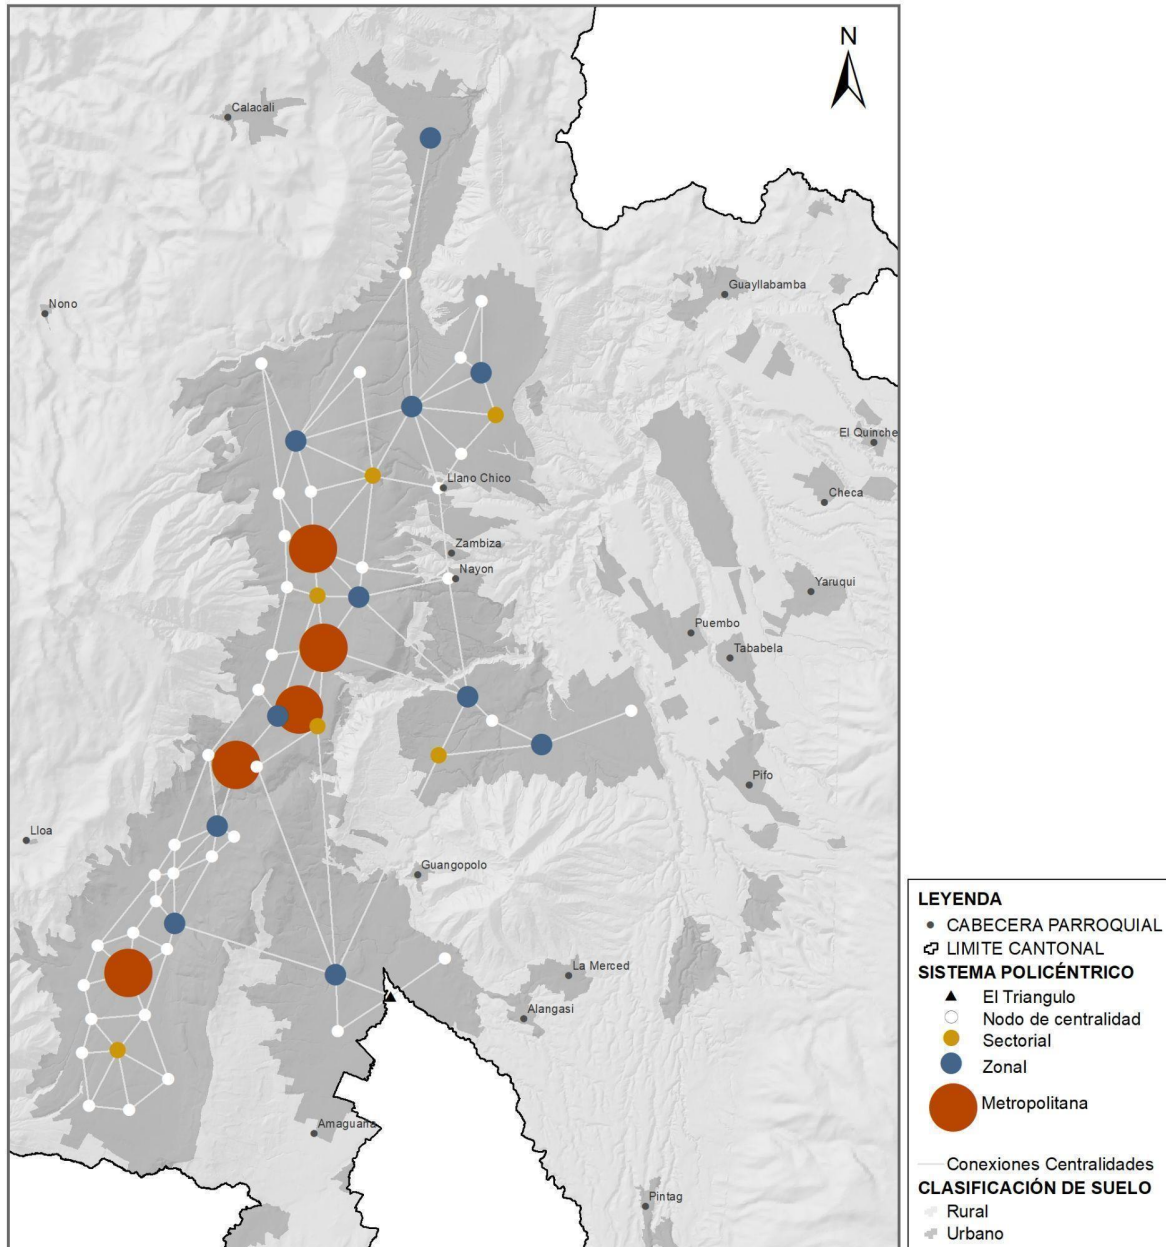 N
Calacali
Guayllabamba
Nono
El Quinche
Llano Chico
Checa
Zambiza
Nayon
Yaruqui
Puembo
Tababela
Pifo
Lloa
Guangopolo
La Merced
Alangasi
Amaguana
Pintag
LEYENDA
CABECERA PARROQUIAL
LIMITE CANTONAL
SISTEMA POLICÉNTRICO
El Triangulo
Nodo de centralidad
Sectorial
Zonal
Metropolitana
Conexiones Centralidades
CLASIFICACIÓN DE SUELO
Rural
Urbano